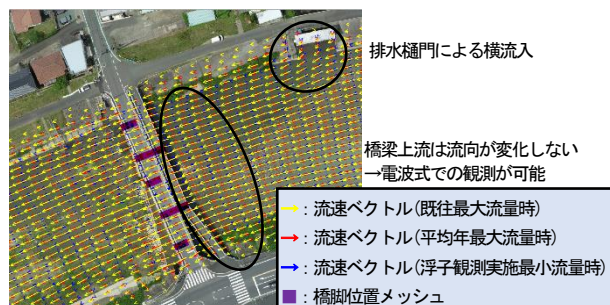 排水樋門による横流入
橋梁上流は流向が変化しない
→電波式での観測が可能
→：流速ベクトル(既往最大流量時)
→：流速ベクトル(平均年最大流量時)
→：流速ベクトル(浮子観測実施最小流量時)
■：橋脚位置メッシュ